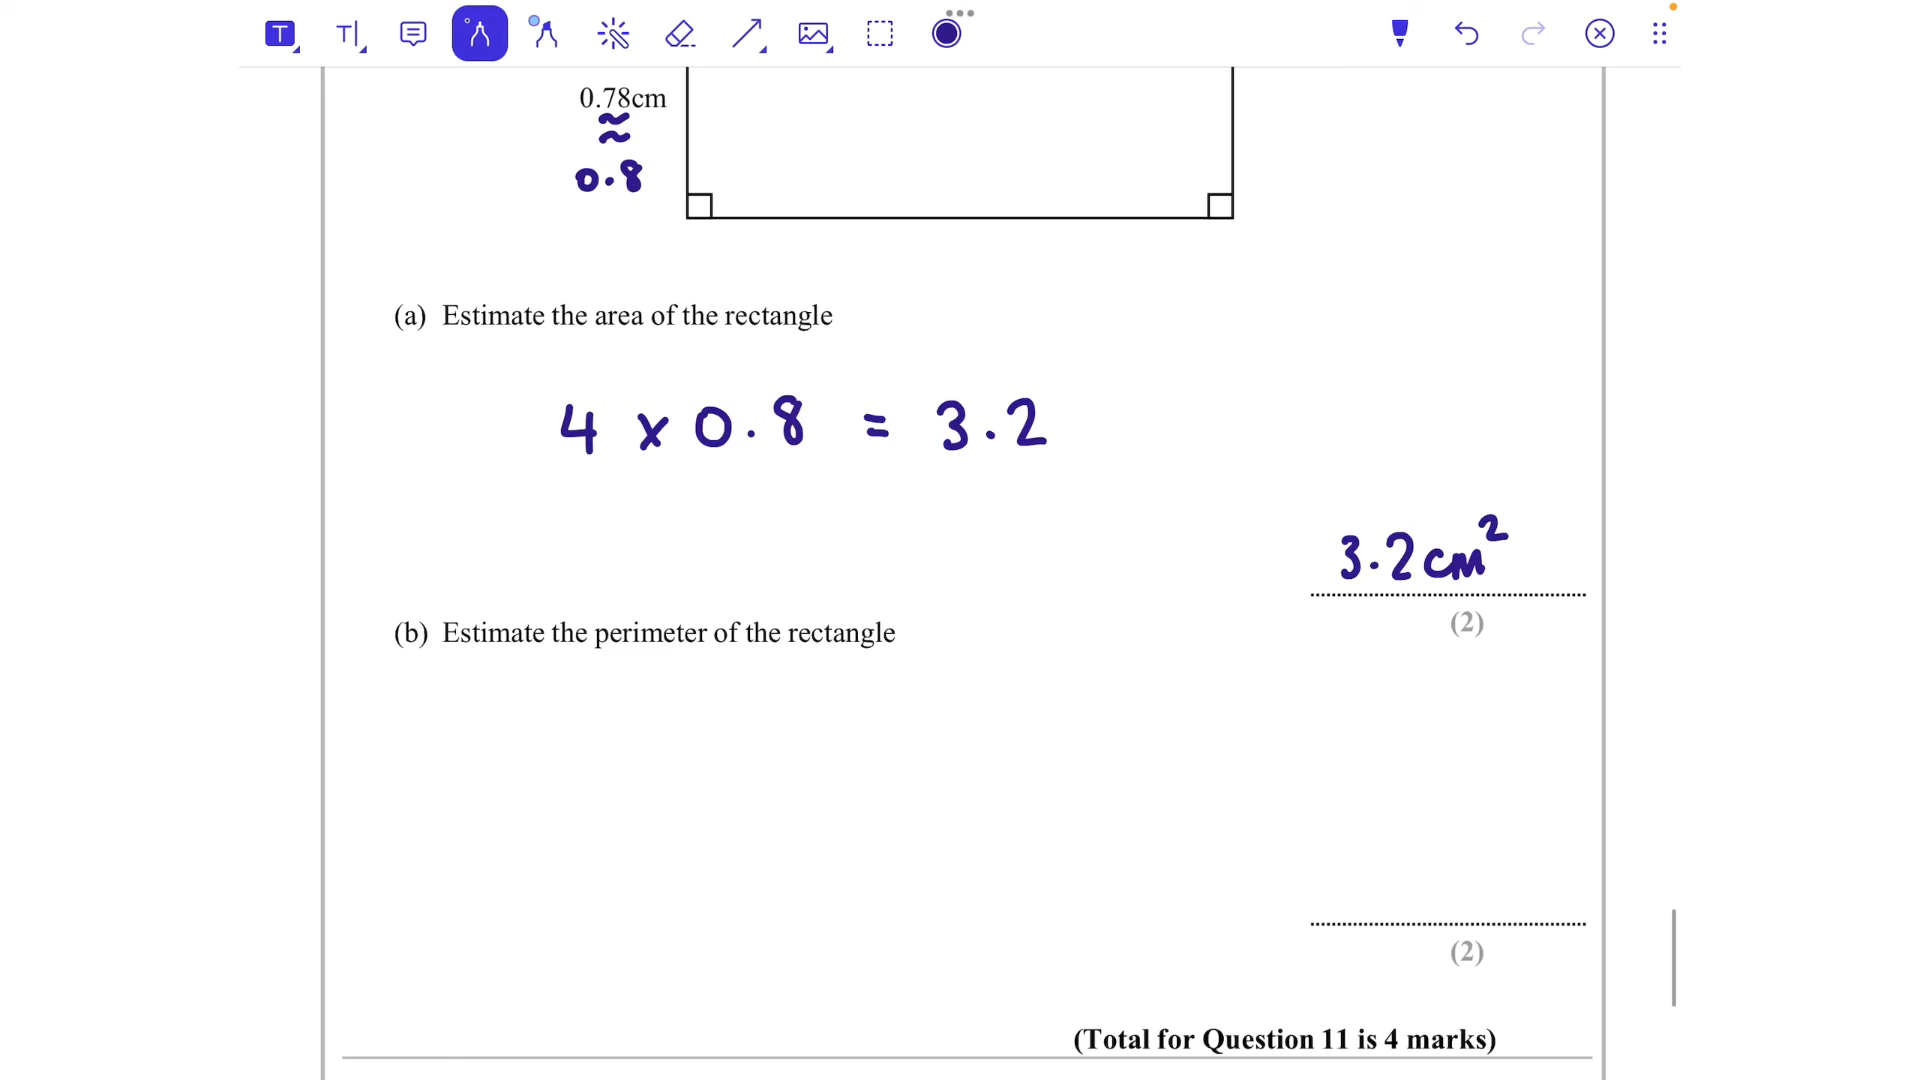 0.78cm
≈
0.8
(a) Estimate the area of the rectangle
4 x 0.8 = 3.2
3.2cm²
(2)
(b) Estimate the perimeter of the rectangle
(2)
(Total for Question 11 is 4 marks)